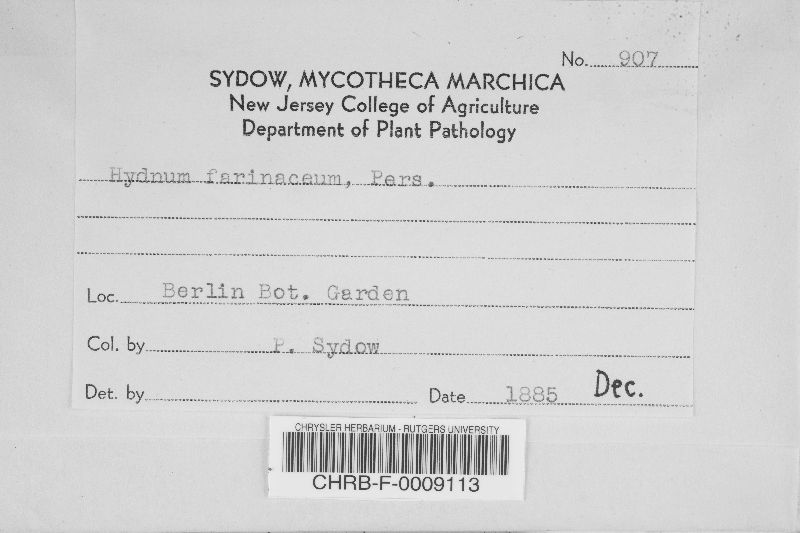 No. 907
SYDOW, MYCOTHECA MARCHICA
New Jersey College of Agriculture
Department of Plant Pathology
Hydnum farinaceum, Pers.
Loc. Berlin Bot. Garden
Col. by P. Sydow
Det. by Date 1885 Dec.
CHRYSLER HERBARIUM - RUTGERS UNIVERSITY
CHRB-F-0009113